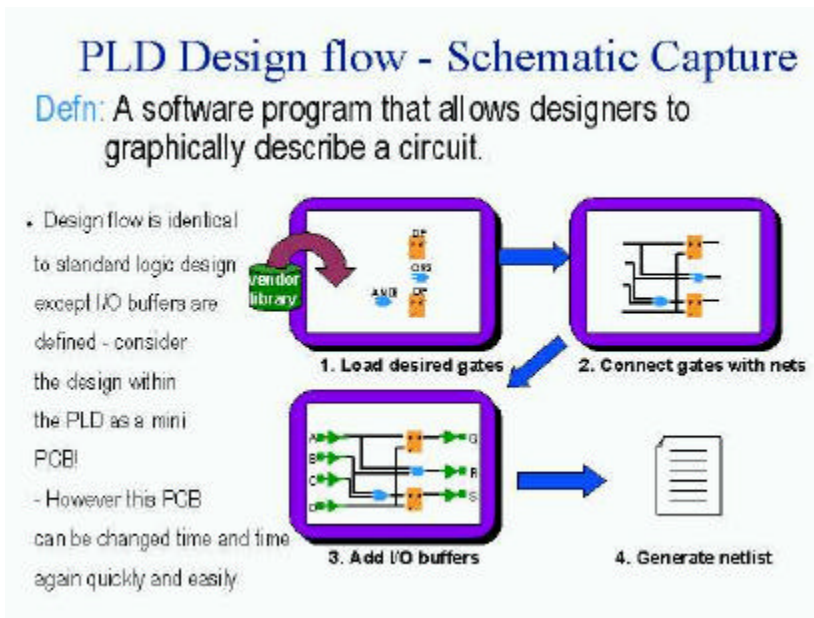 PLD Design flow - Schematic Capture
Defn: A software program that allows designers to
graphically describe a circuit.
• Design flow is identical
to standard logic design
except I/O buffers are
defined - consider
the design within
the PLD as a mini
PCB!
- However this PCB
can be changed time and time
again quickly and easily
vendor
library
DF
OR3
AND3
DF
1. Load desired gates
2. Connect gates with nets
A
B
C
D
G
R
S
3. Add I/O buffers
4. Generate netlist